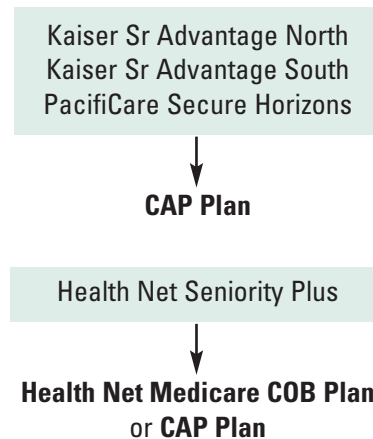 Kaiser Sr Advantage North
Kaiser Sr Advantage South
PacifiCare Secure Horizons
CAP Plan
Health Net Seniority Plus
Health Net Medicare COB Plan
or CAP Plan